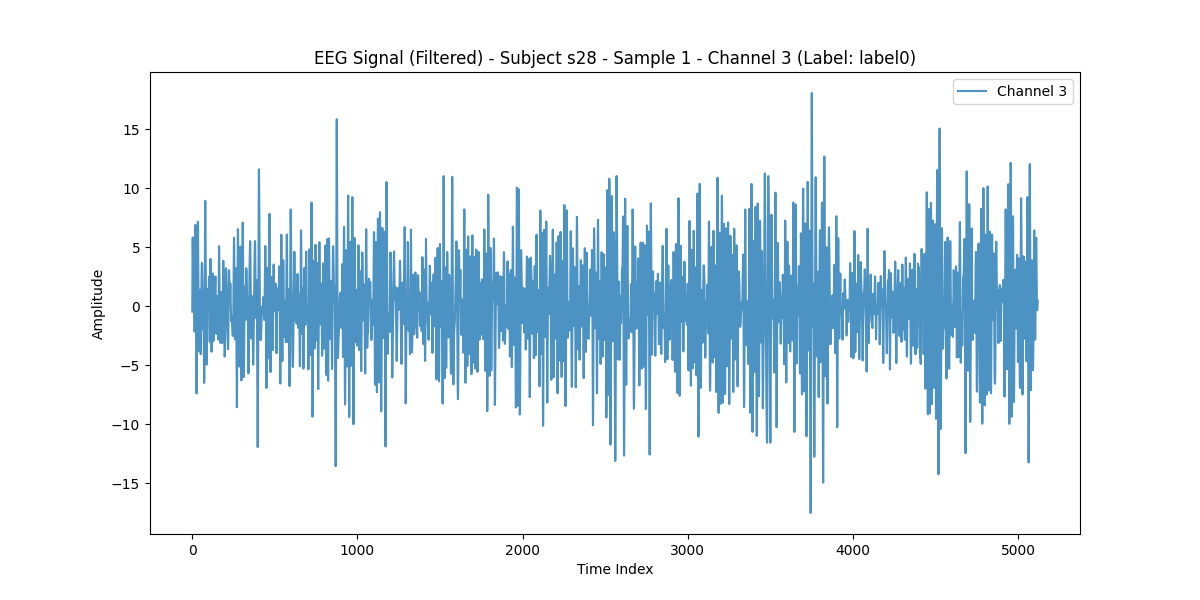 EEG Signal (Filtered) - Subject s28 - Sample 1 - Channel 3 (Label: label0)
Channel 3
15
10
5
0
−5
−10
−15
Amplitude
0 1000 2000 3000 4000 5000
Time Index